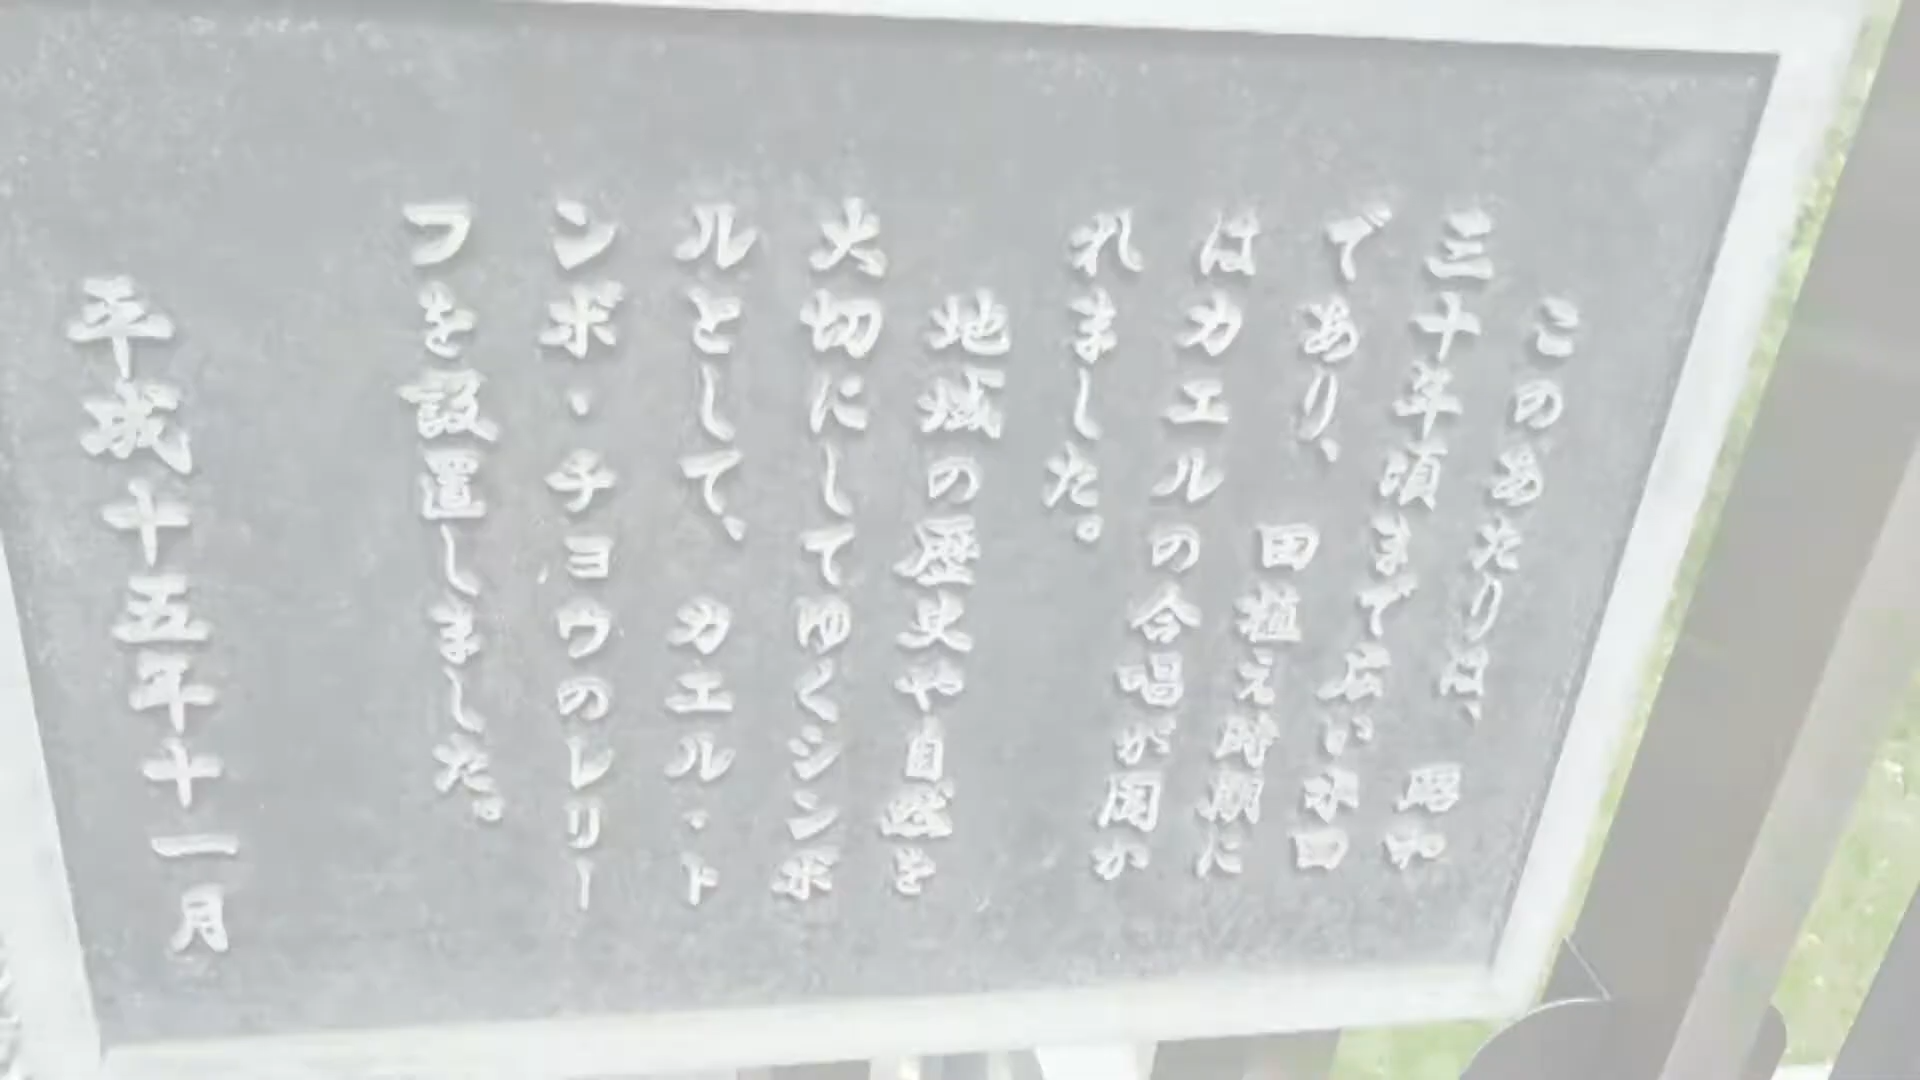 このあたりは、昭和
三十年頃まで広い水田
であり、田植え時期に
はカエルの合唱が聞か
れました。
地域の歴史や自然を
大切にしてゆくシンボ
ルとして、カエル・ト
ンボ・チョウのレリー
フを設置しました。
平成十五年十一月